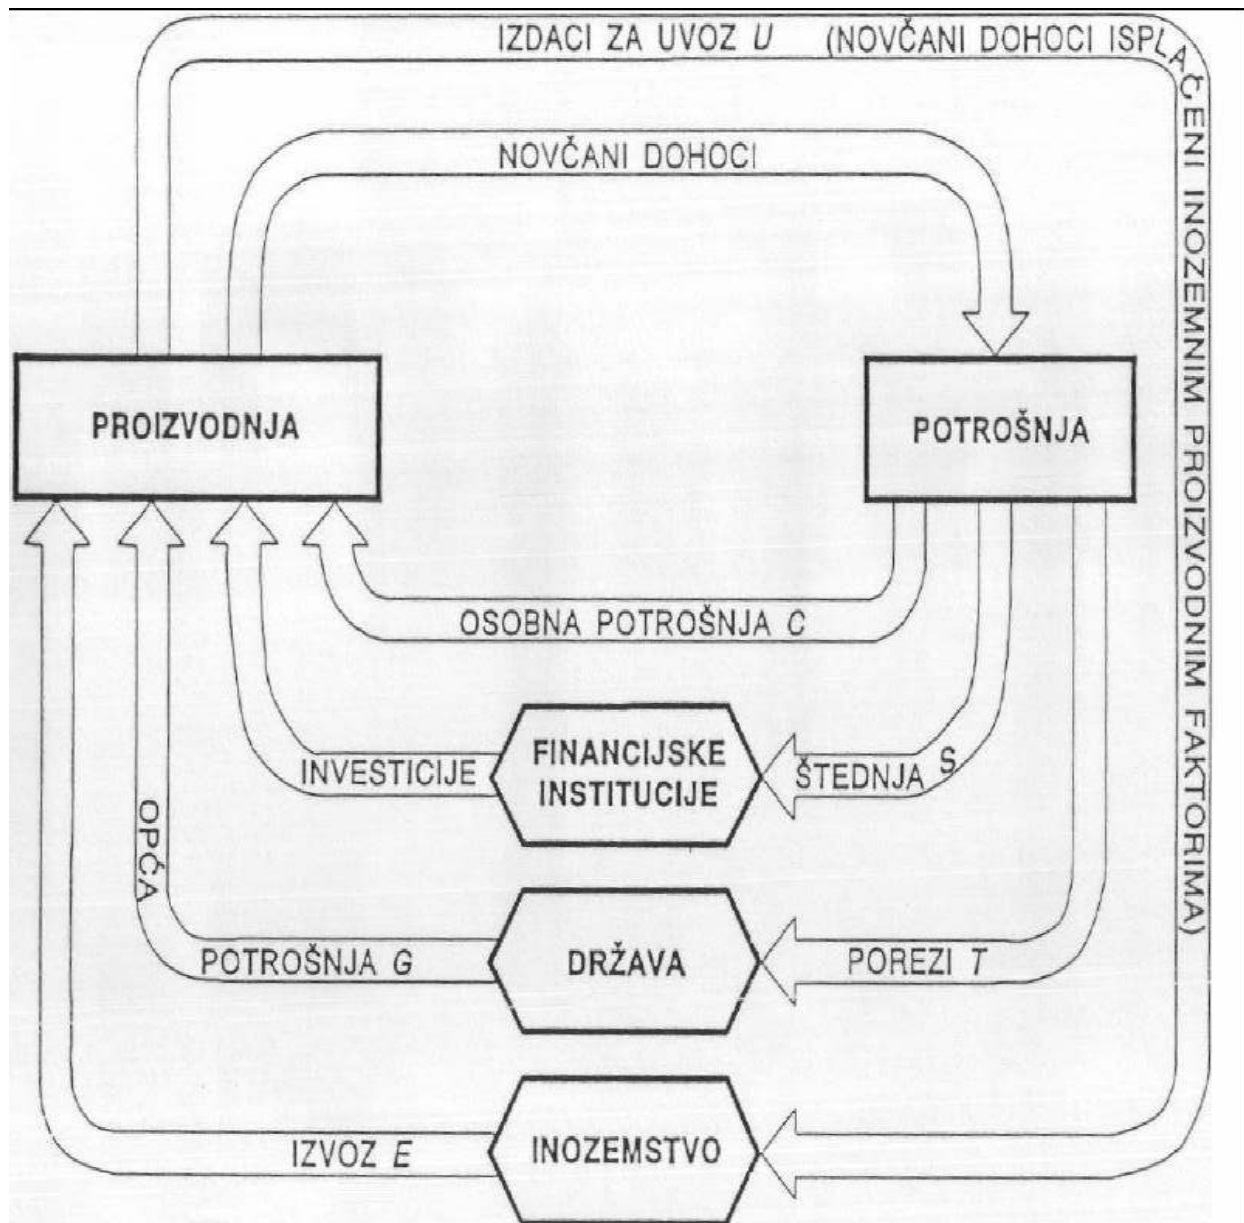 IZDACI ZA UVOZ U (NOVČANI DOHOCI ISPLAČENI INOZEMNIM PROIZVODNIM FAKTORIMA)
NOVČANI DOHOCI
PROIZVODNJA
POTROŠNJA
OSOBNA POTROŠNJA C
FINANCIJSKE
INSTITUCIJE
INVESTICIJE
ŠTEDNJA S
OPĆA
POTROŠNJA G
DRŽAVA
POREZI T
IZVOZ E
INOZEMSTVO